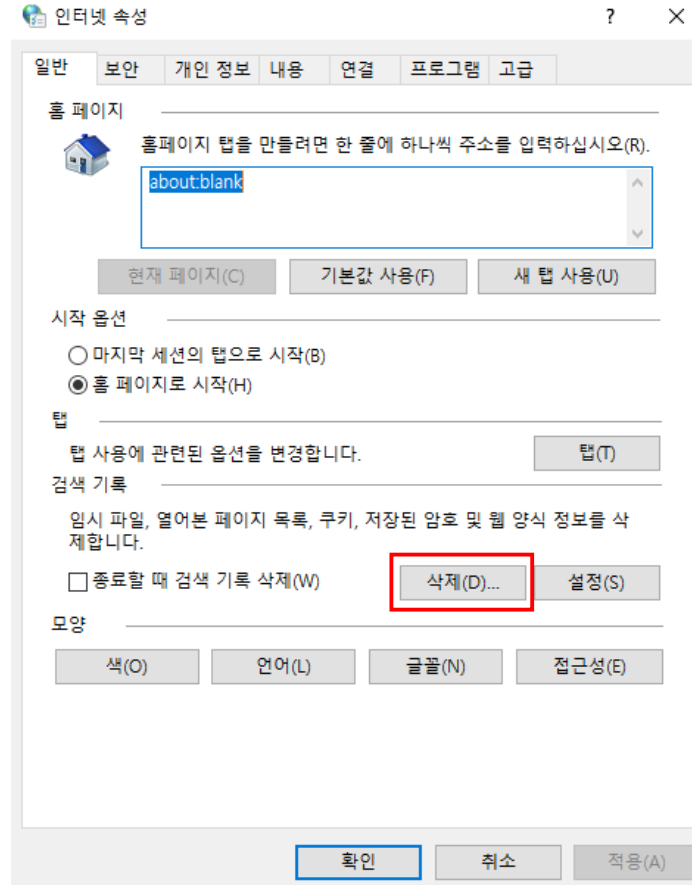 인터넷 속성
일반 보안 개인 정보 내용 연결 프로그램 고급
홈 페이지
홈페이지 탭을 만들려면 한 줄에 하나씩 주소를 입력하십시오(R).
about:blank
현재 페이지(C) 기본값 사용(F) 새 탭 사용(U)
시작 옵션
마지막 세션의 탭으로 시작(B)
홈 페이지로 시작(H)
탭
탭 사용에 관련된 옵션을 변경합니다. 탭(T)
검색 기록
임시 파일, 열어본 페이지 목록, 쿠키, 저장된 암호 및 웹 양식 정보를 삭
제합니다.
종료할 때 검색 기록 삭제(W) 삭제(D)... 설정(S)
모양
색(O) 언어(L) 글꼴(N) 접근성(E)
확인 취소 적용(A)